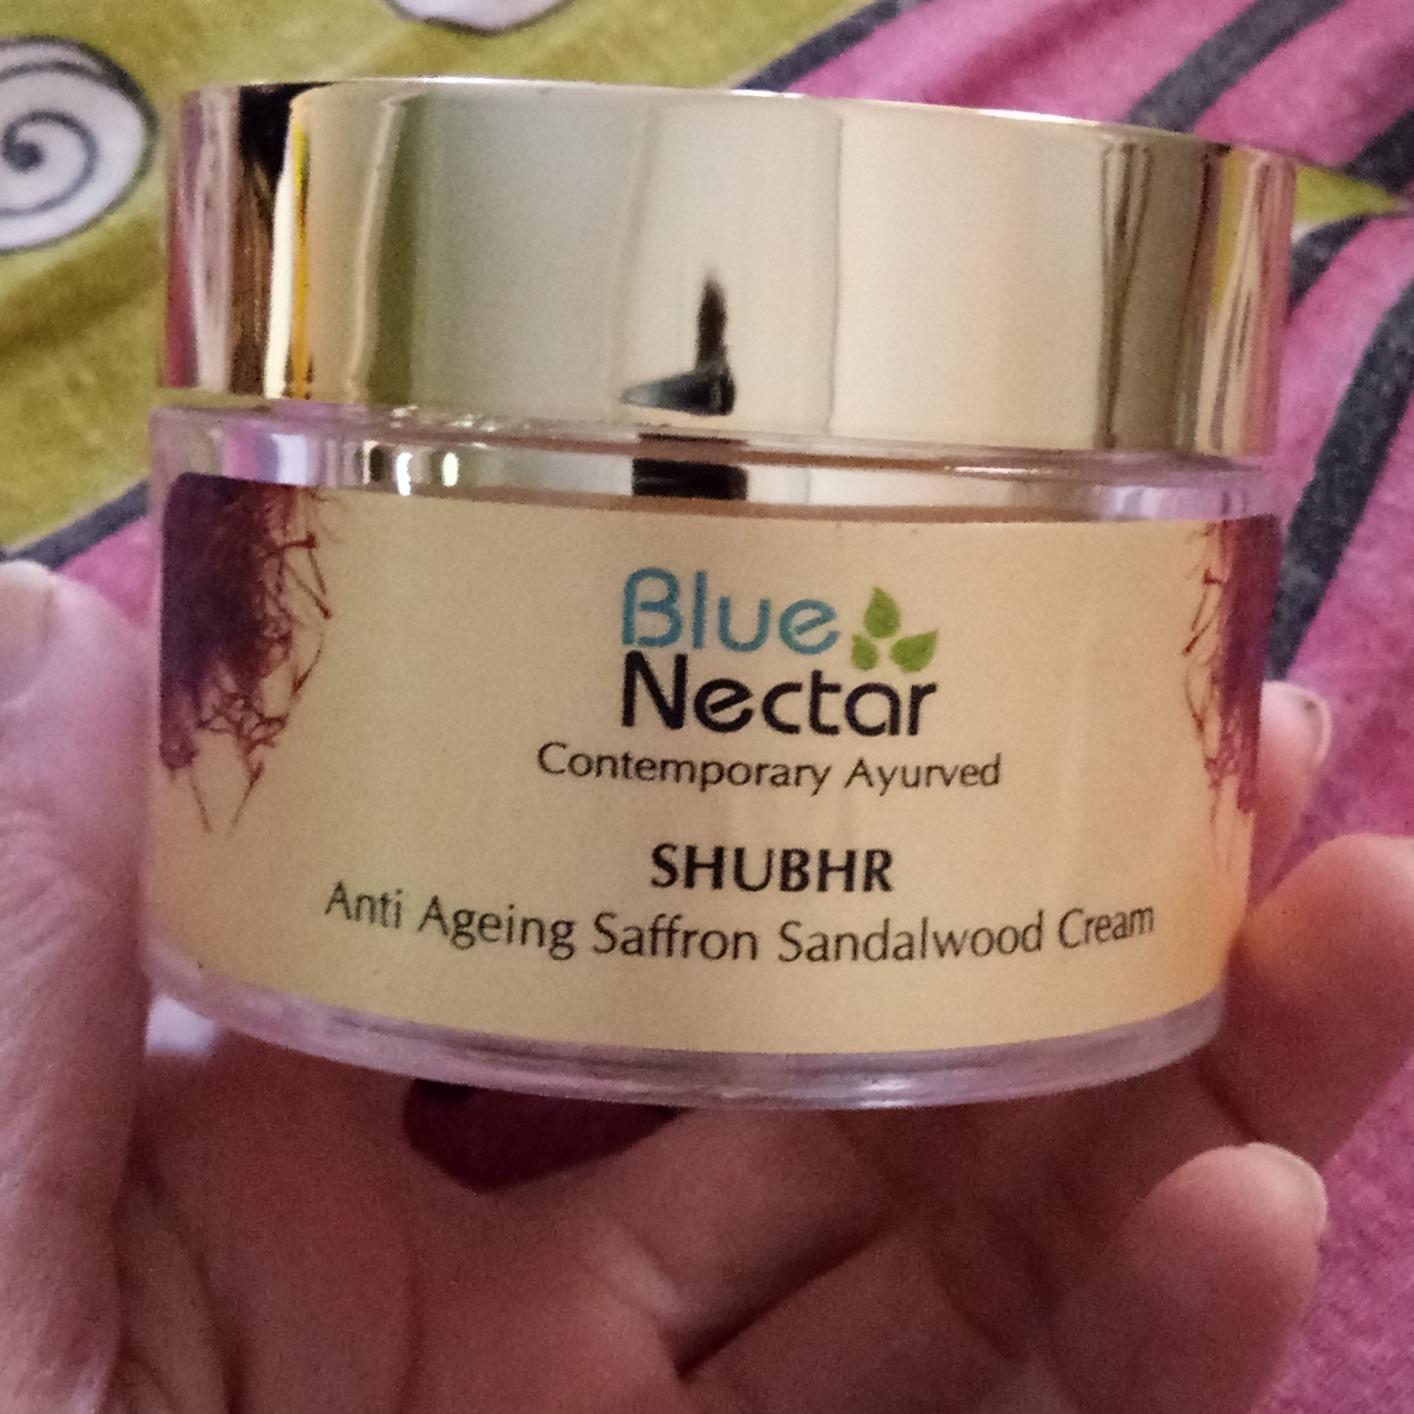 Blue
Nectar
Contemporary Ayurved
SHUBHR
Anti Ageing Saffron Sandalwood Cream